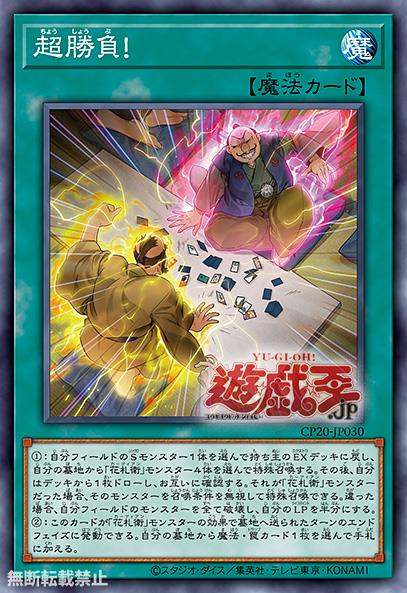 超勝負!
ちょう しょう ぶ
魔
【魔法カード】
ま ほう
YU-GI-OH!
遊戯王
.jp
CP20-JP030
①:自分フィールドのSモンスター1体を選んで持ち主のEXデッキに戻し、
自分の墓地から「花札衛」モンスター4体を選んで特殊召喚する。その後、自分
はデッキから1枚ドローし、お互いに確認する。それが「花札衛」モンスター
だった場合、そのモンスターを召喚条件を無視して特殊召喚できる。違った
場合、自分フィールドのモンスターを全て破壊し、自分のLPを半分にする。
②:このカードが「花札衛」モンスターの効果で墓地へ送られたターンのエンド
フェイズに発動できる。自分の墓地から魔法・罠カード1枚を選んで手札
に加える。
無断転載禁止
©スタジオ・ダイス/集英社・テレビ東京・KONAMI